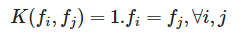 K(f_i, f_j) = 1.f_i = f_j, ∀i, j